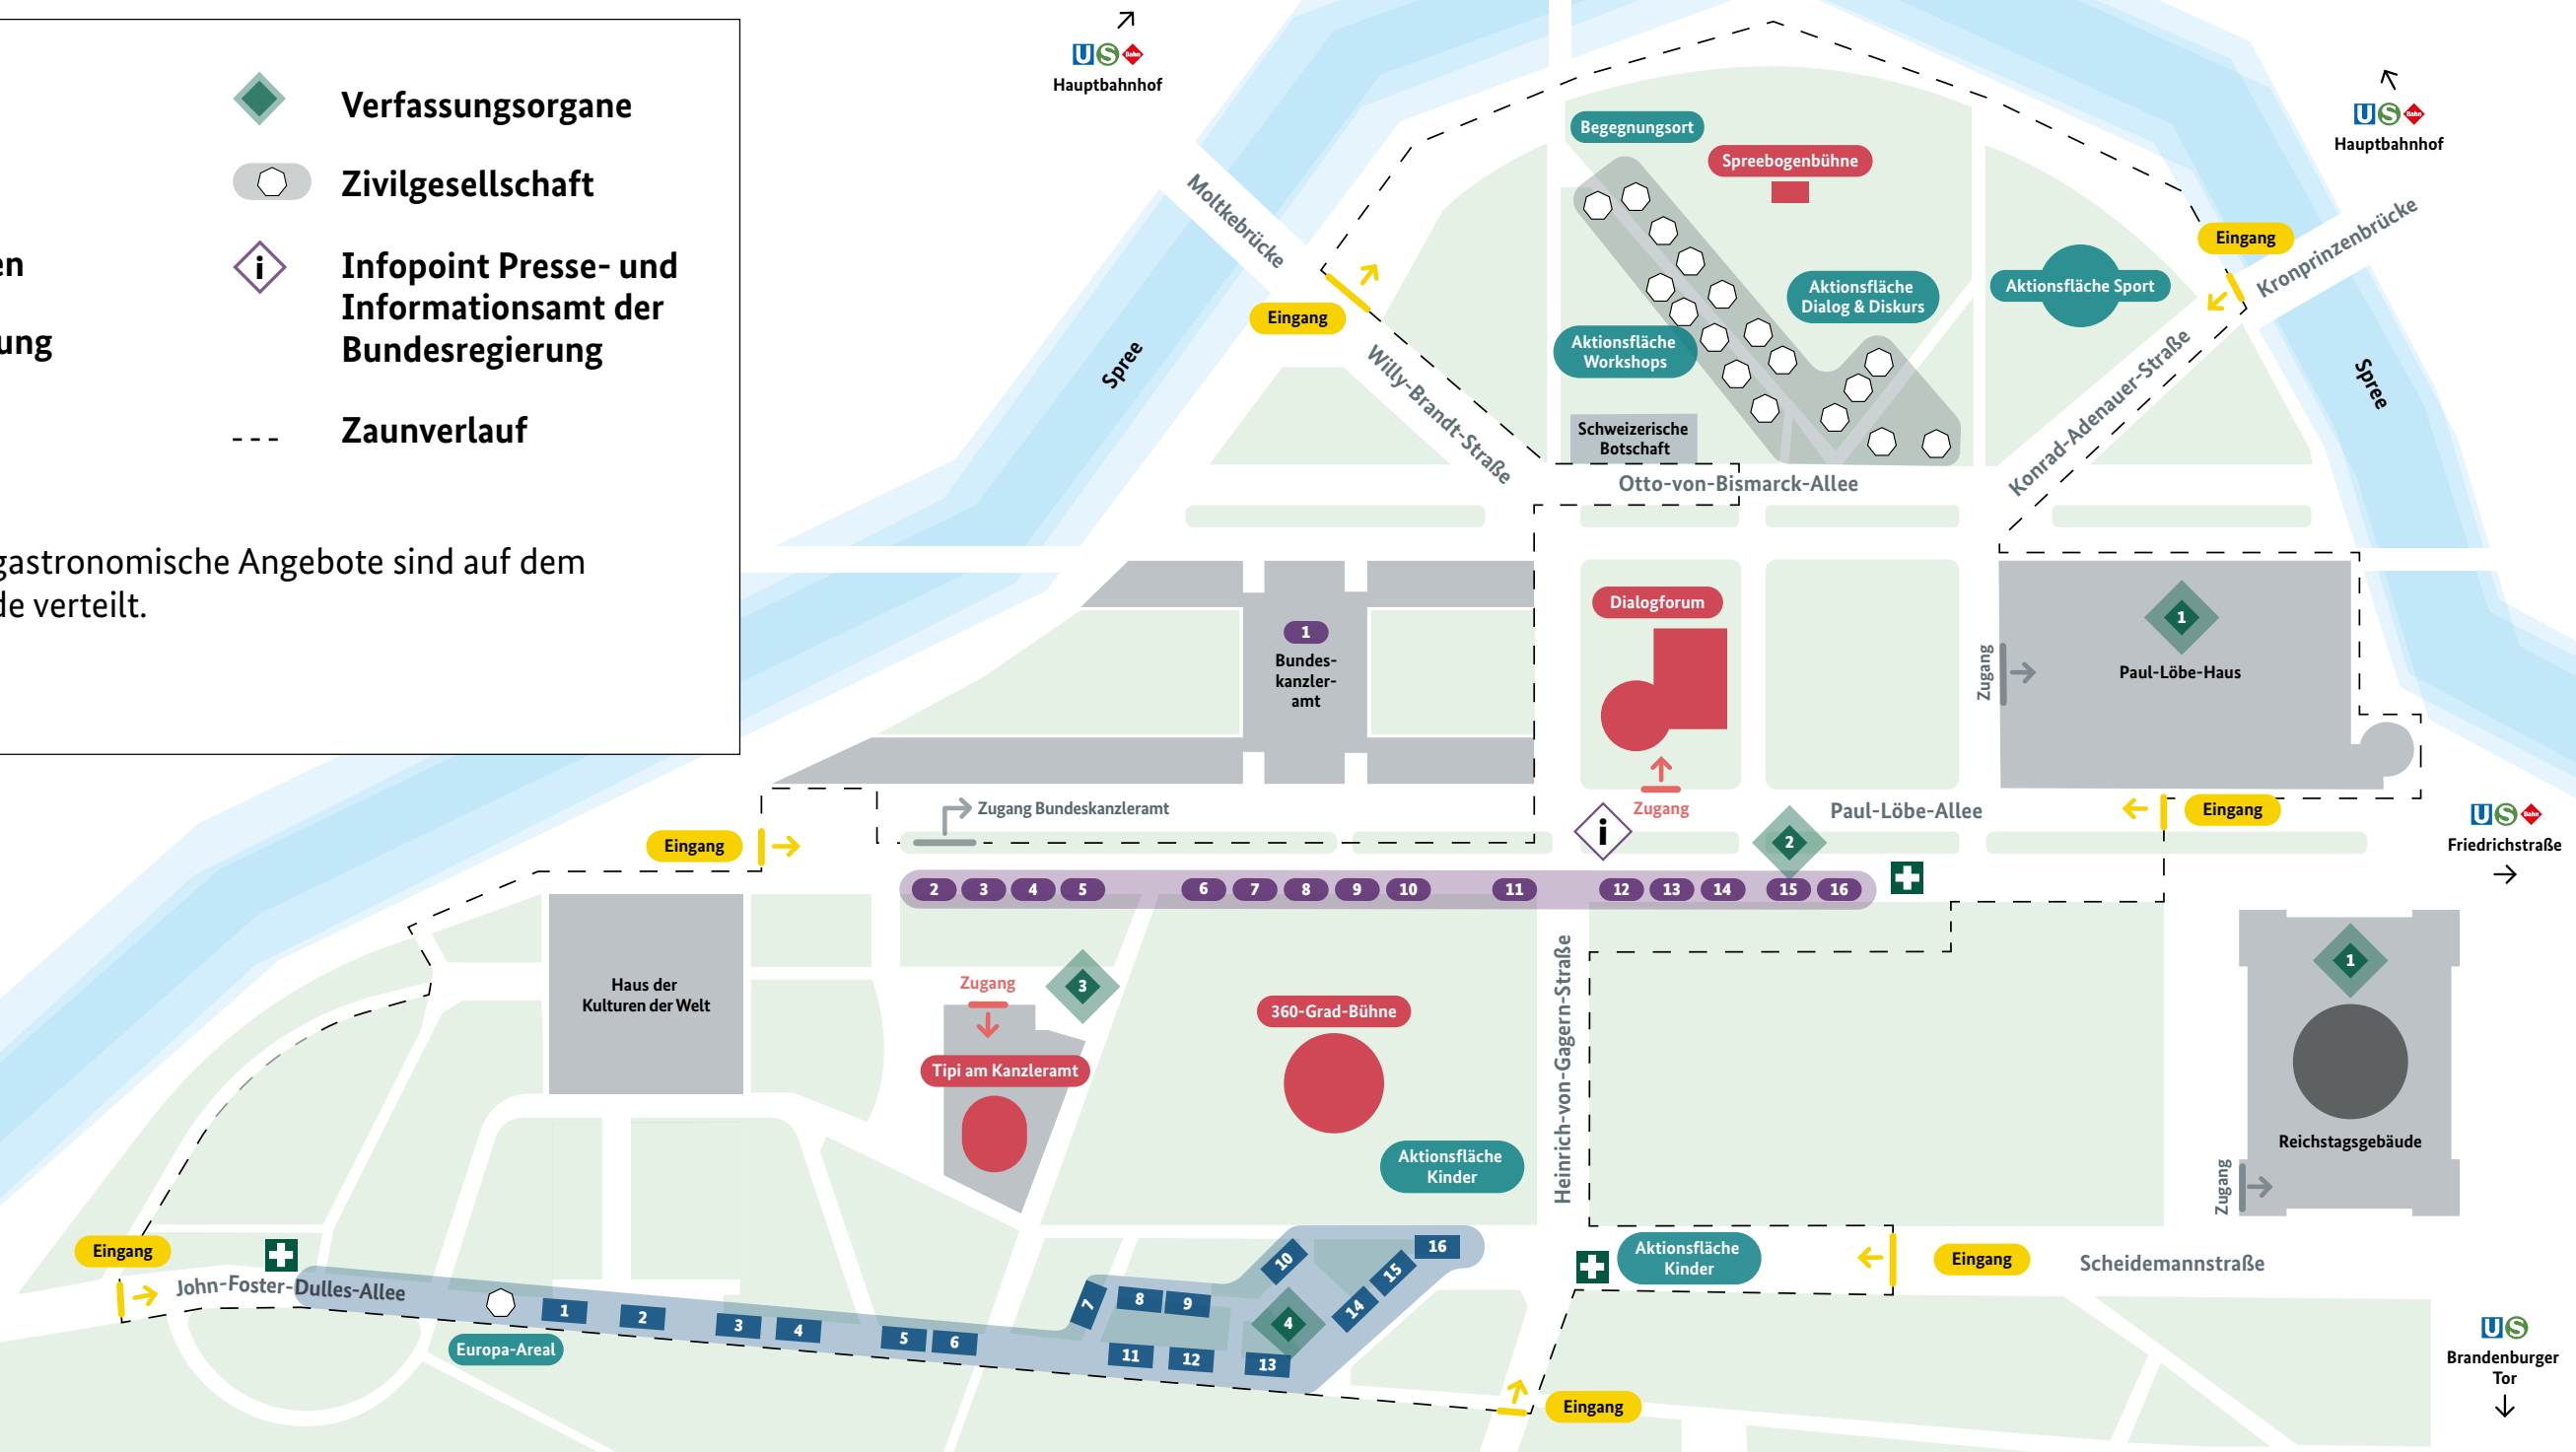 Verfassungsorgane
Zivilgesellschaft
en
Infopoint Presse- und
Informationsamt der
Bundesregierung
ung
Zaunverlauf
gastronomische Angebote sind auf dem
de verteilt.
U S Bahn
Hauptbahnhof
U S Bahn
Hauptbahnhof
Moltkebrücke
Spree
Eingang
Willy-Brandt-Straße
Begegnungsort
Spreebogenbühne
Aktionsfläche
Dialog & Diskurs
Aktionsfläche
Workshops
Aktionsfläche Sport
Eingang
Kronprinzenbrücke
Spree
Konrad-Adenauer-Straße
Schweizerische
Botschaft
Otto-von-Bismarck-Allee
1
Bundes-
kanzler-
amt
Dialogforum
Zugang
1
Paul-Löbe-Haus
Zugang
Zugang Bundeskanzleramt
i
2
Paul-Löbe-Allee
Eingang
U S Bahn
Friedrichstraße
Eingang
2 3 4 5 6 7 8 9 10 11 12 13 14 15 16
Haus der
Kulturen der Welt
Zugang
3
Tipi am Kanzleramt
360-Grad-Bühne
Aktionsfläche
Kinder
Heinrich-von-Gagern-Straße
1
Reichstagsgebäude
Zugang
Eingang
John-Foster-Dulles-Allee
Europa-Areal
1 2 3 4 5 6 7 8 9 10 11 12 13 14 15 16
4
Aktionsfläche
Kinder
Eingang
Scheidemannstraße
Eingang
U S
Brandenburger
Tor